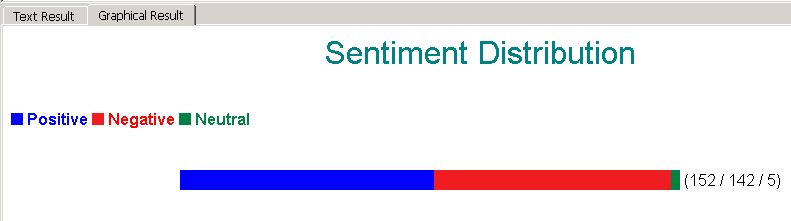 Text Result Graphical Result
Sentiment Distribution
Positive Negative Neutral
(152 / 142 / 5)